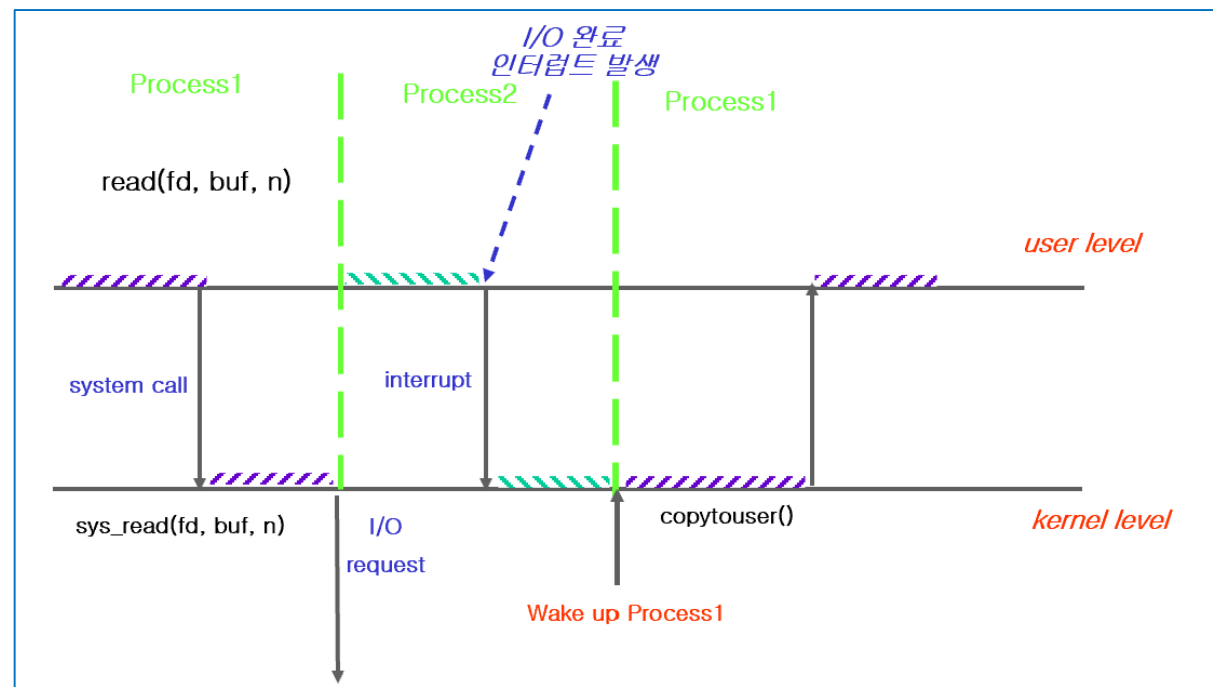 I/O 완료
인터럽트 발생
Process1
Process2
Process1
read(fd, buf, n)
user level
system call
interrupt
sys_read(fd, buf, n)
I/O
request
copytouser()
kernel level
Wake up Process1